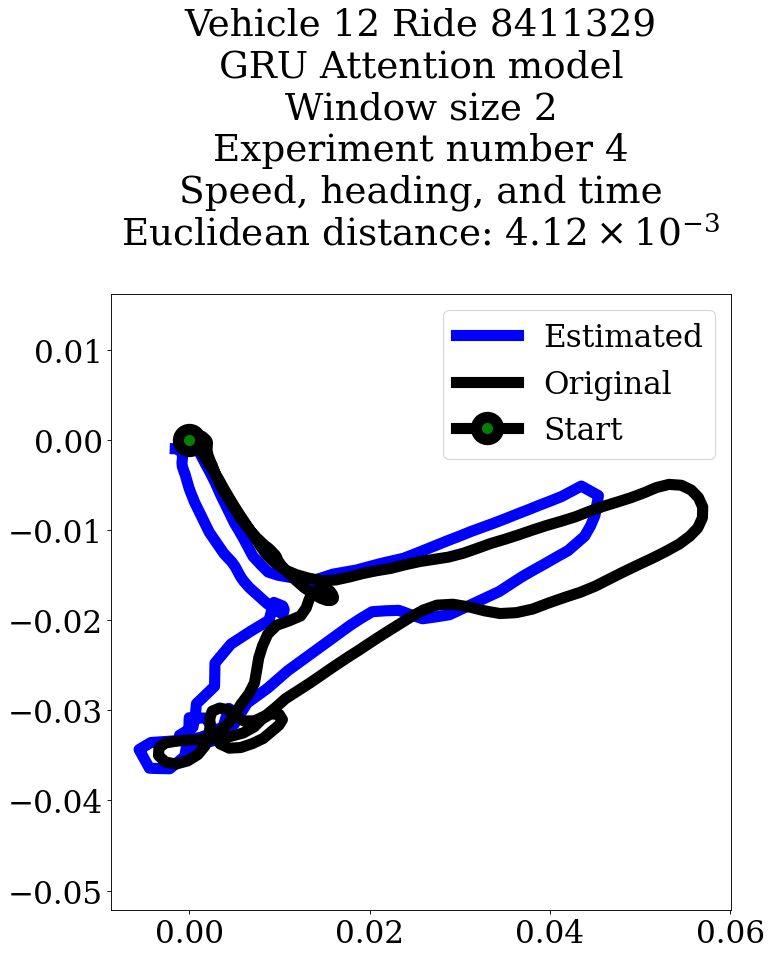 Vehicle 12 Ride 8411329
GRU Attention model
Window size 2
Experiment number 4
Speed, heading, and time
Euclidean distance: 4.12 × 10⁻³
Estimated
Original
Start
0.01
0.00
−0.01
−0.02
−0.03
−0.04
−0.05
0.00 0.02 0.04 0.06